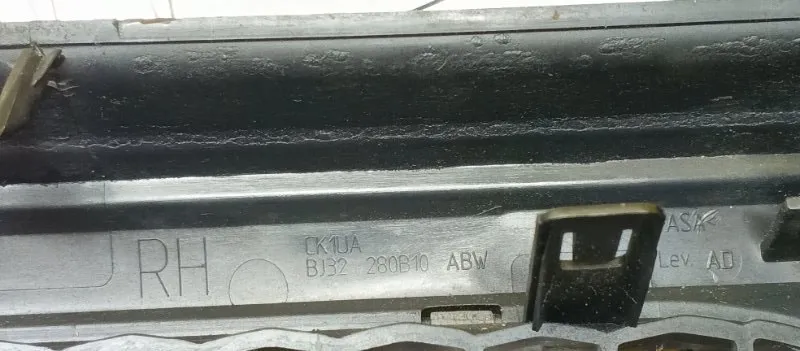 RH
CK1UA
BJ32 280B10 ABW
ASA<
Lev. AD